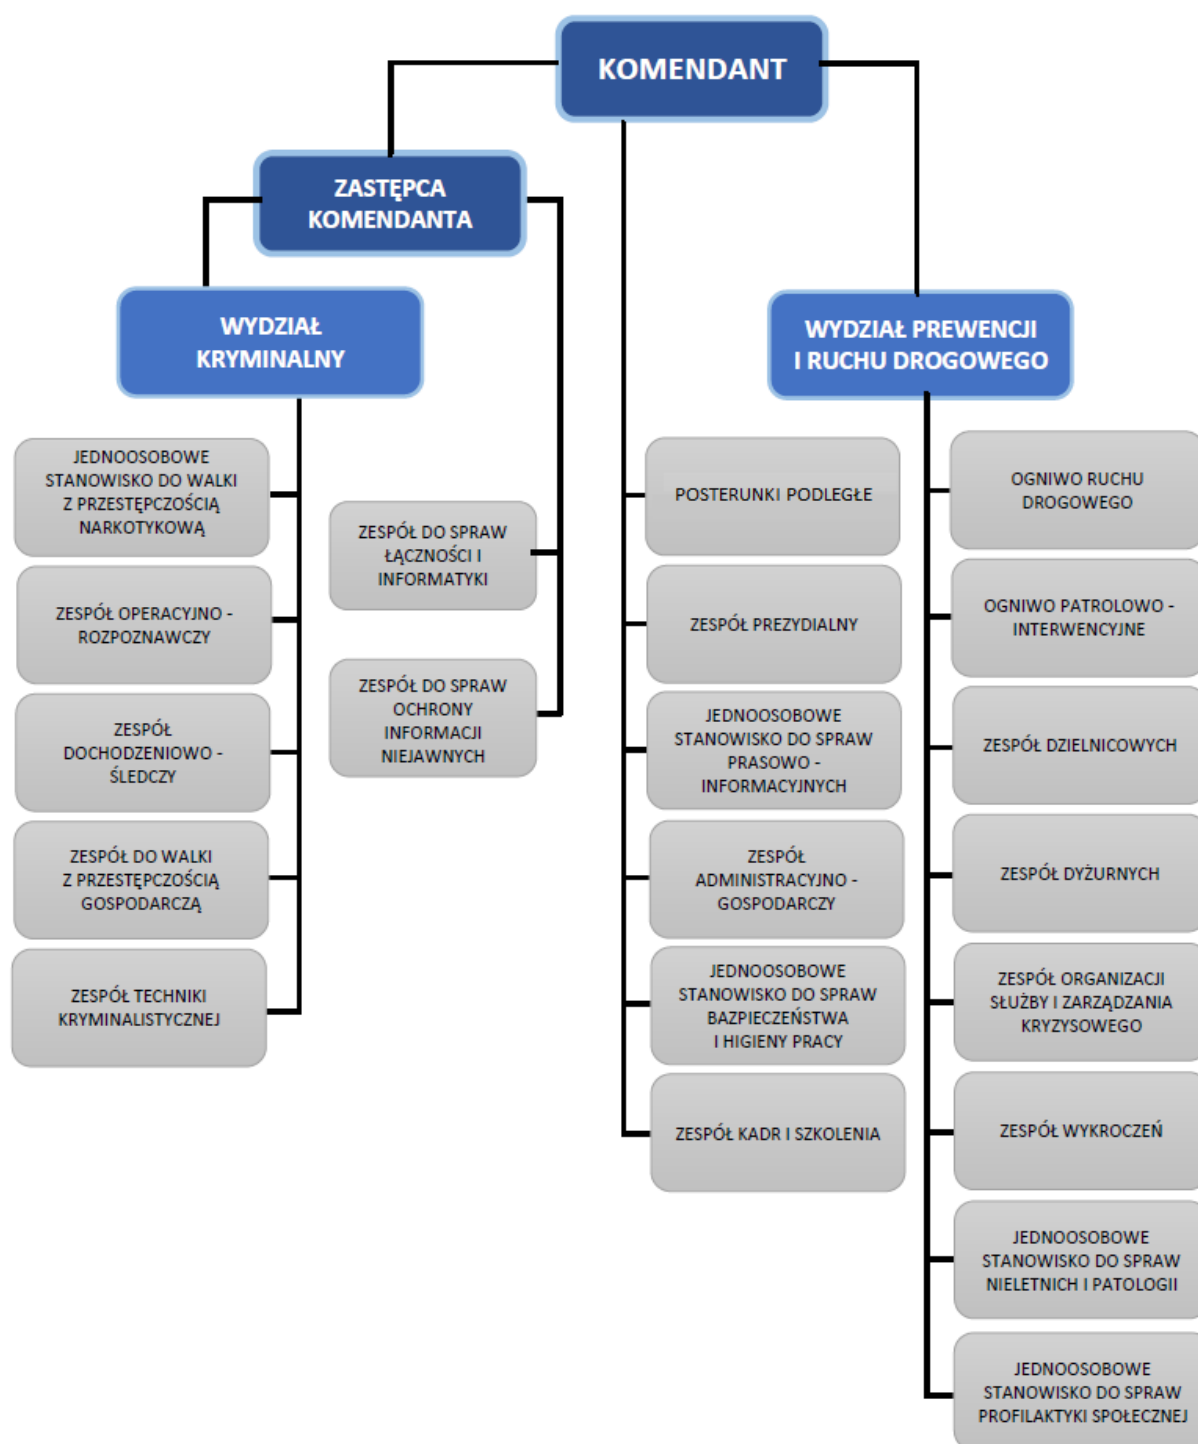 KOMENDANT
ZASTĘPCA
KOMENDANTA
WYDZIAŁ
KRYMINALNY
JEDNOOSOBOWE
STANOWISKO DO WALKI
Z PRZESTĘPCZOŚCIĄ
NARKOTYKOWĄ
ZESPÓŁ OPERACYJNO -
ROZPOZNAWCZY
ZESPÓŁ
DOCHODZENIOWO -
ŚLEDCZY
ZESPÓŁ DO WALKI
Z PRZESTĘPCZOŚCIĄ
GOSPODARCZĄ
ZESPÓŁ TECHNIKI
KRYMINALISTYCZNEJ
ZESPÓŁ DO SPRAW
ŁĄCZNOŚCI I
INFORMATYKI
ZESPÓŁ DO SPRAW
OCHRONY
INFORMACJI
NIEJAWNYCH
POSTERUNKI PODLEGŁE
ZESPÓŁ PREZYDIALNY
JEDNOOSOBOWE
STANOWISKO DO SPRAW
PRASOWO -
INFORMACYJNYCH
ZESPÓŁ
ADMINISTRACYJNO -
GOSPODARCZY
JEDNOOSOBOWE
STANOWISKO DO SPRAW
BAZPIECZEŃSTWA
I HIGIENY PRACY
ZESPÓŁ KADR I SZKOLENIA
WYDZIAŁ PREWENCJI
I RUCHU DROGOWEGO
OGNIWO RUCHU
DROGOWEGO
OGNIWO PATROLOWO -
INTERWENCYJNE
ZESPÓŁ DZIELNICOWYCH
ZESPÓŁ DYŻURNYCH
ZESPÓŁ ORGANIZACJI
SŁUŻBY I ZARZĄDZANIA
KRYZYSOWEGO
ZESPÓŁ WYKROCZEŃ
JEDNOOSOBOWE
STANOWISKO DO SPRAW
NIELETNICH I PATOLOGII
JEDNOOSOBOWE
STANOWISKO DO SPRAW
PROFILAKTYKI SPOŁECZNEJ